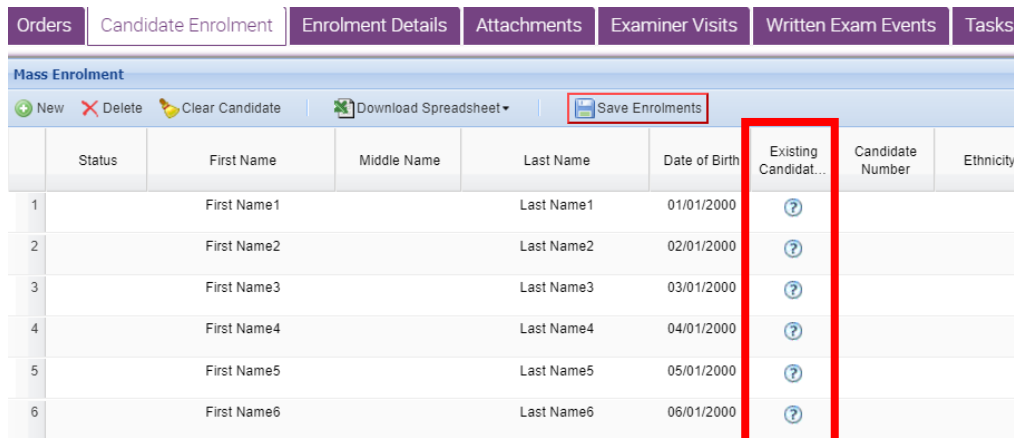 Orders Candidate Enrolment Enrolment Details Attachments Examiner Visits Written Exam Events Tasks
Mass Enrolment
New Delete Clear Candidate Download Spreadsheet Save Enrolments
Status First Name Middle Name Last Name Date of Birth Existing Candidat... Candidate Number Ethnicity
1 First Name1 Last Name1 01/01/2000 ?
2 First Name2 Last Name2 02/01/2000 ?
3 First Name3 Last Name3 03/01/2000 ?
4 First Name4 Last Name4 04/01/2000 ?
5 First Name5 Last Name5 05/01/2000 ?
6 First Name6 Last Name6 06/01/2000 ?